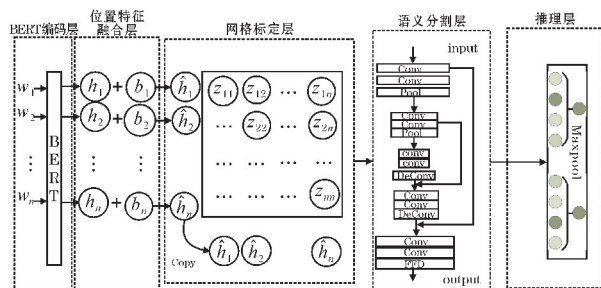 BERT编码层
位置特征
融合层
网格标定层
语义分割层
推理层
w1
w2
⋮
wn
BERT
h1 + b1
h2 + b2
⋮ ⋮
hn + bn
ĥ1
ĥ2
ĥn
z11 z12 … z1n
… z22 … z2n
… … … …
znn
Copy
ĥ1 ĥ2 ĥn
input
Conv
Conv
Pool
Conv
Conv
Pool
conv
conv
DeConv
Conv
Conv
DeConv
Conv
Conv
output
Maxpool